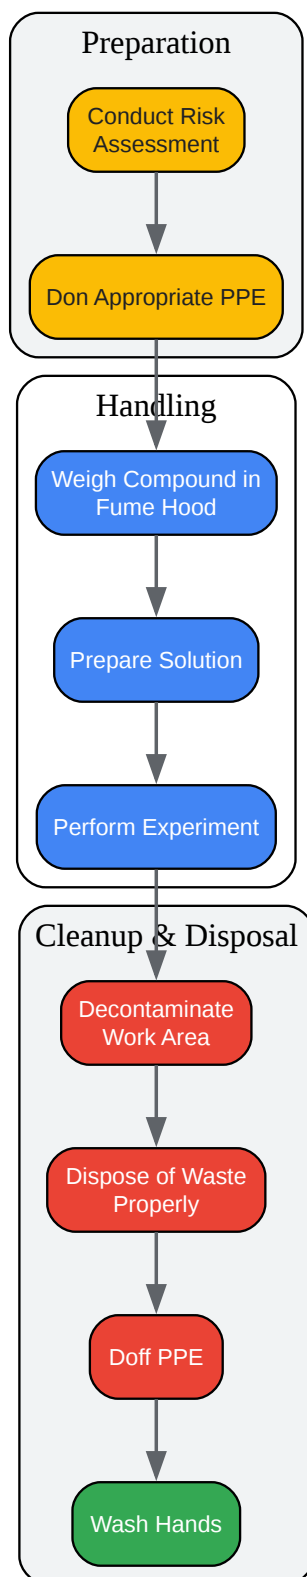 Preparation
Conduct Risk
Assessment
Don Appropriate PPE
Handling
Weigh Compound in
Fume Hood
Prepare Solution
Perform Experiment
Cleanup & Disposal
Decontaminate
Work Area
Dispose of Waste
Properly
Doff PPE
Wash Hands